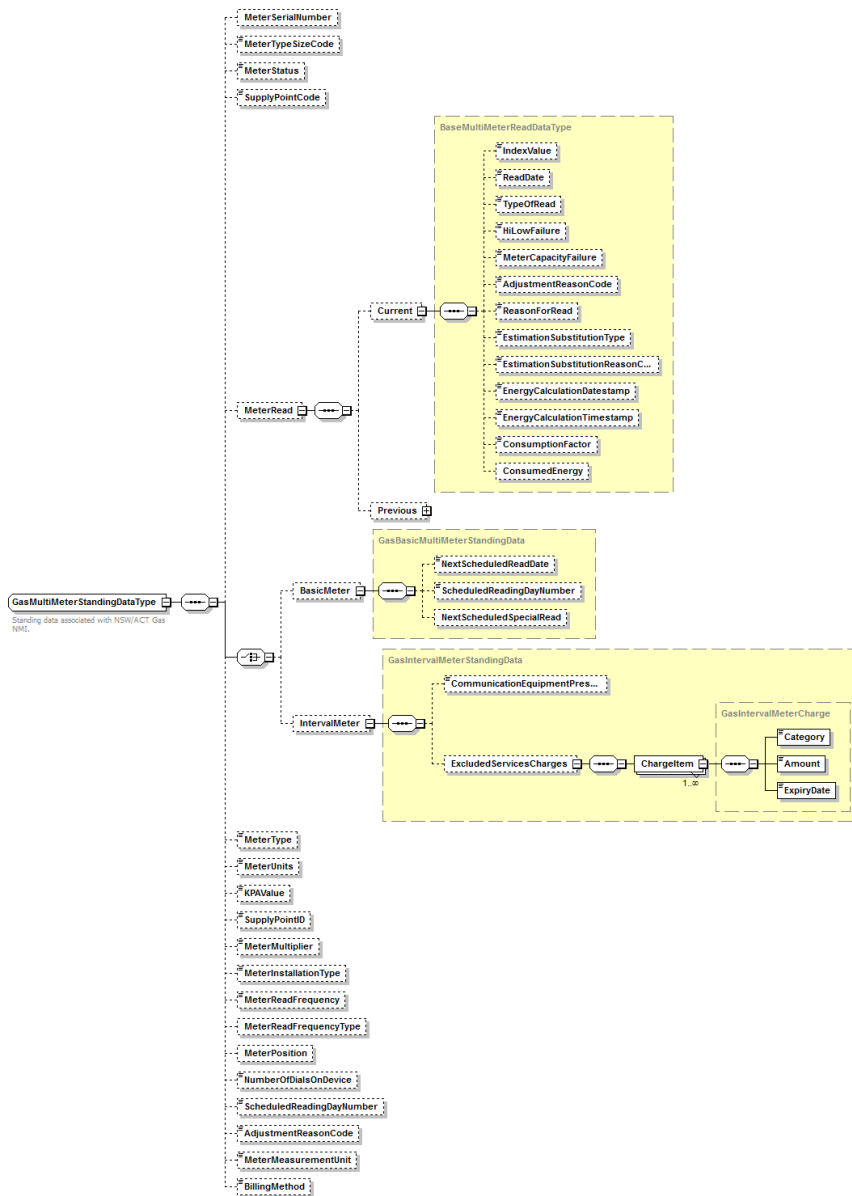 MeterSerialNumber
MeterTypeSizeCode
MeterStatus
SupplyPointCode
BaseMultiMeterReadDataType
IndexValue
ReadDate
TypeOfRead
HiLowFailure
MeterCapacityFailure
AdjustmentReasonCode
Current
ReasonForRead
EstimationSubstitutionType
EstimationSubstitutionReasonC...
EnergyCalculationDatestamp
MeterRead
EnergyCalculationTimestamp
ConsumptionFactor
ConsumedEnergy
Previous
GasBasicMultiMeterStandingData
NextScheduledReadDate
BasicMeter
ScheduledReadingDayNumber
GasMultiMeterStandingDataType
Standing data associated with NSW/ACT Gas
NMI.
NextScheduledSpecialRead
GasIntervalMeterStandingData
CommunicationEquipmentPres...
GasIntervalMeterCharge
IntervalMeter
Category
ExcludedServicesCharges
ChargeItem
1..∞
Amount
ExpiryDate
MeterType
MeterUnits
KPAValue
SupplyPointID
MeterMultiplier
MeterInstallationType
MeterReadFrequency
MeterReadFrequencyType
MeterPosition
NumberOfDialsOnDevice
ScheduledReadingDayNumber
AdjustmentReasonCode
MeterMeasurementUnit
BillingMethod